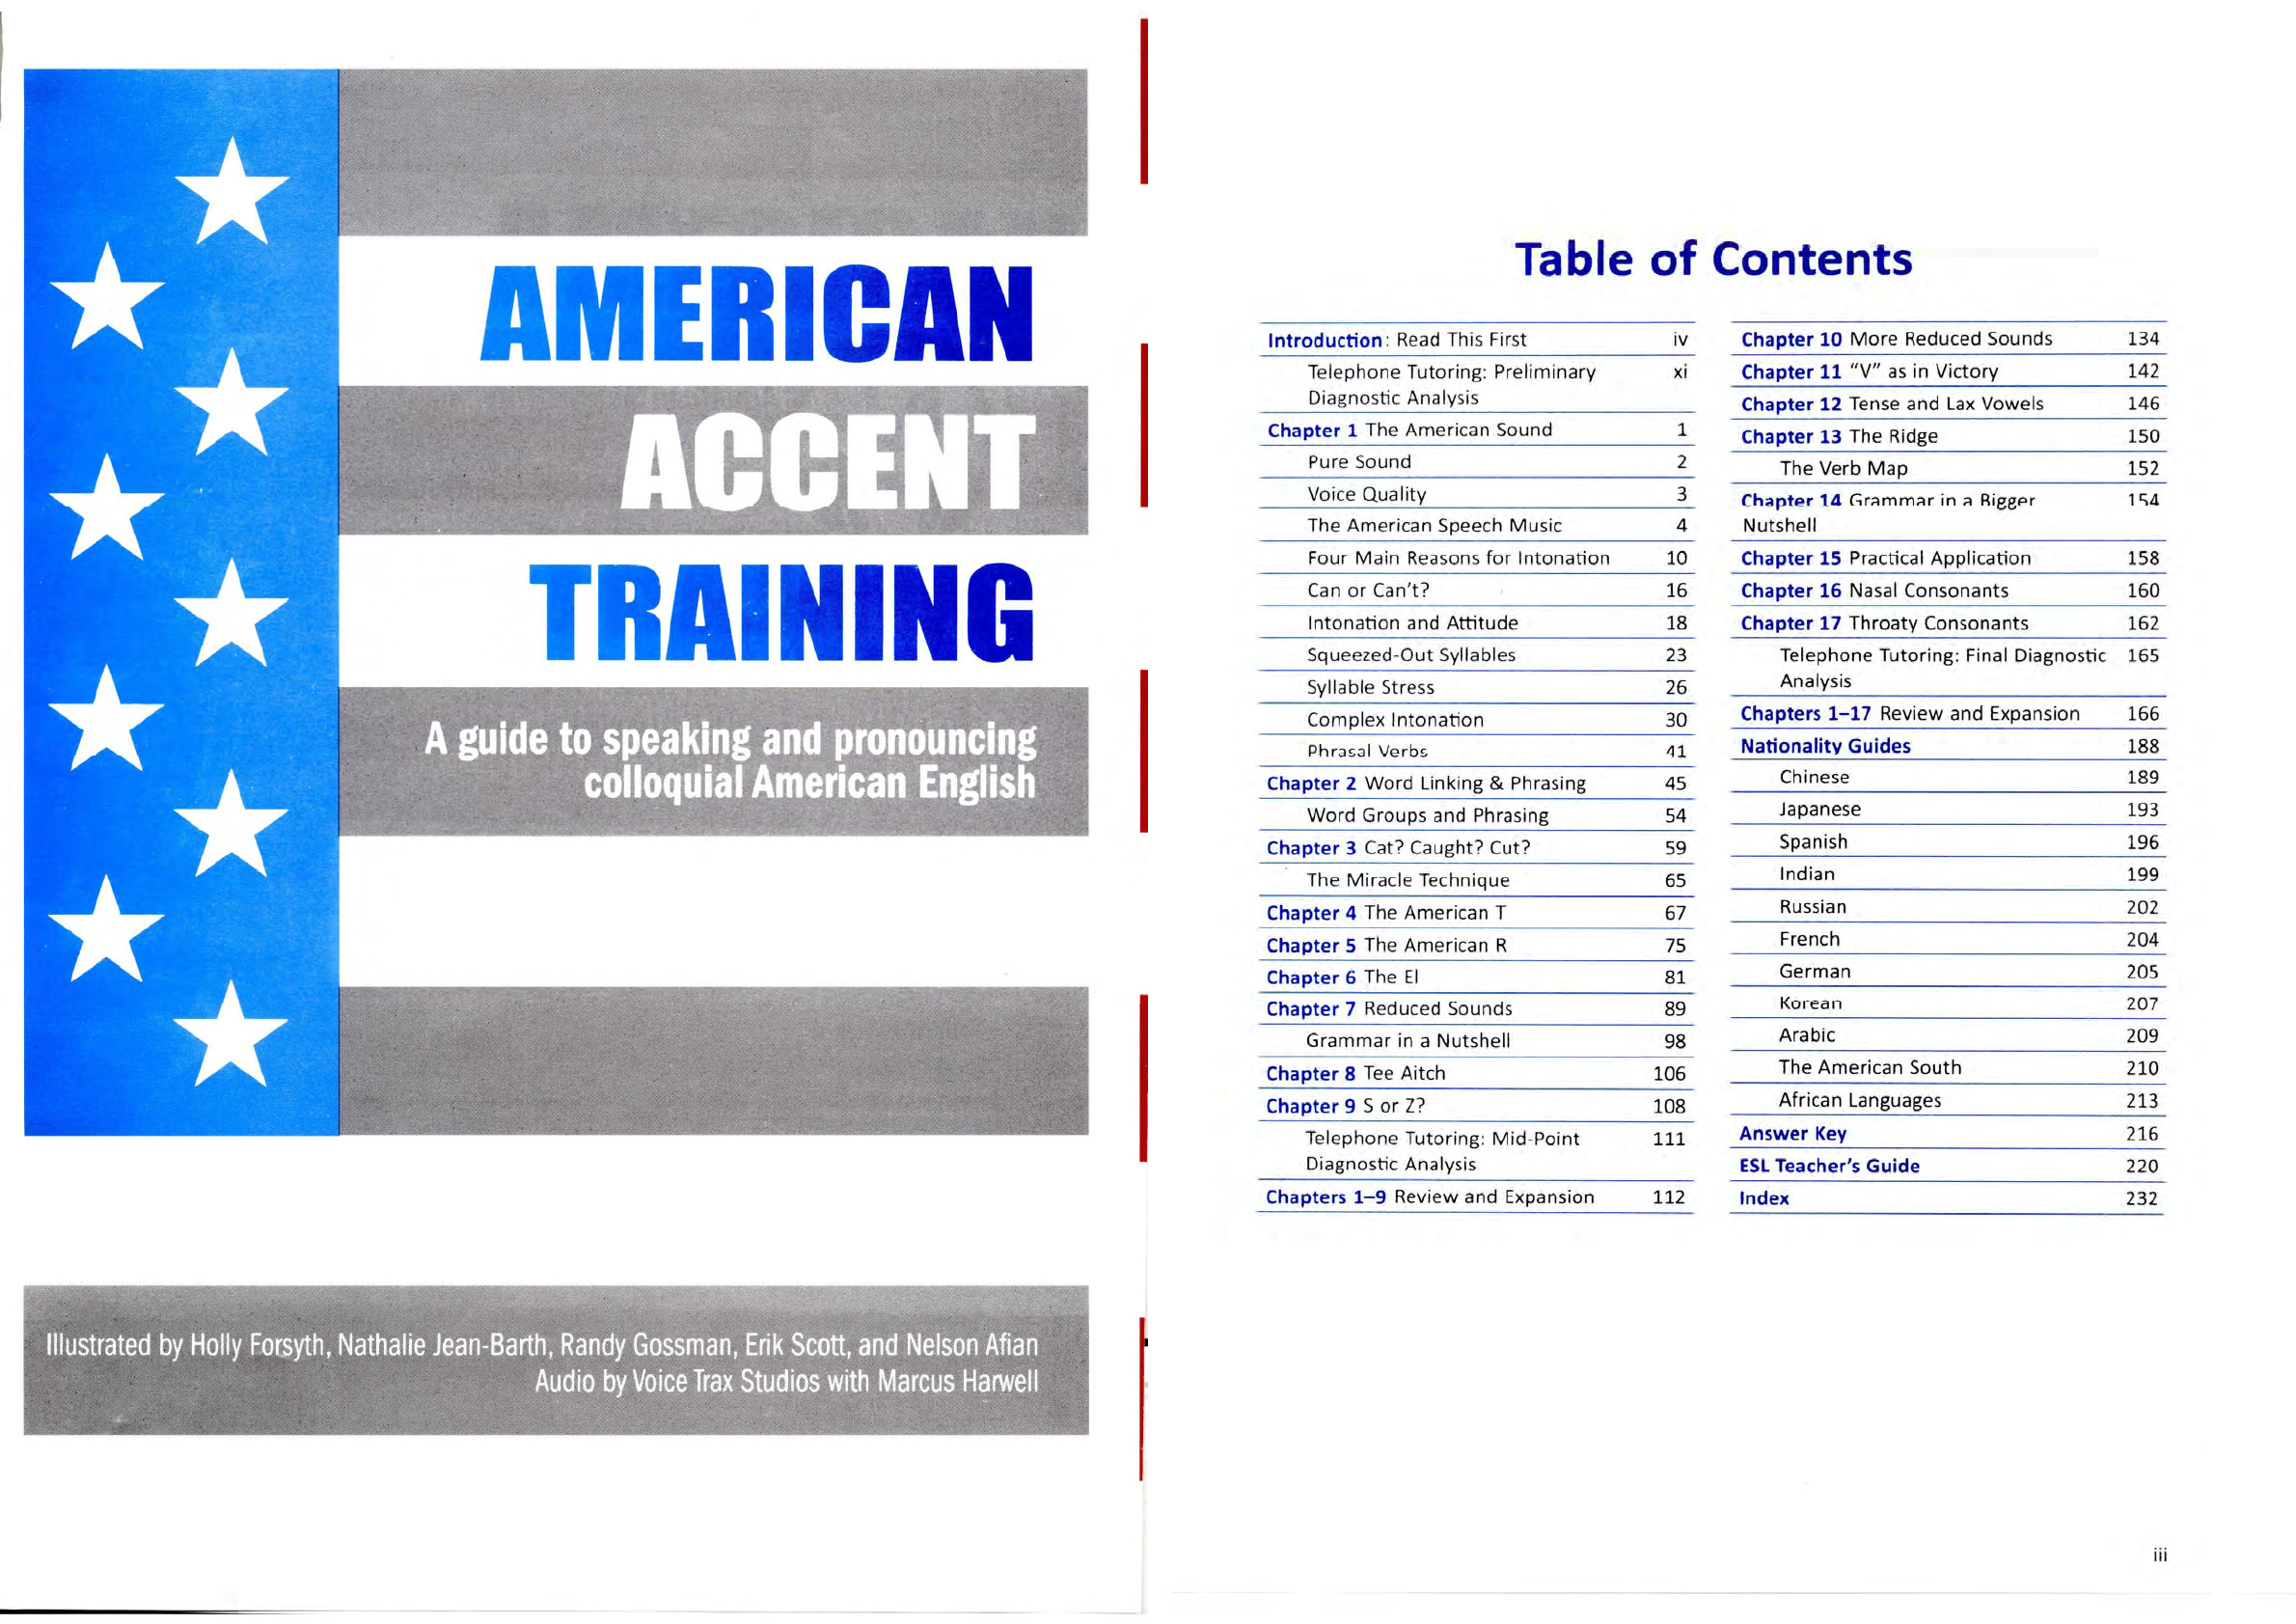 AMERICAN
ACCENT
TRAINING
A guide to speaking and pronouncing
colloquial American English
Illustrated by Holly Forsyth, Nathalie Jean-Barth, Randy Gossman, Erik Scott, and Nelson Afian
Audio by Voice Trax Studios with Marcus Harwell
Table of Contents
Introduction: Read This First iv
Telephone Tutoring: Preliminary xi
Diagnostic Analysis
Chapter 1 The American Sound 1
Pure Sound 2
Voice Quality 3
The American Speech Music 4
Four Main Reasons for Intonation 10
Can or Can't? 16
Intonation and Attitude 18
Squeezed-Out Syllables 23
Syllable Stress 26
Complex Intonation 30
Phrasal Verbs 41
Chapter 2 Word Linking & Phrasing 45
Word Groups and Phrasing 54
Chapter 3 Cat? Caught? Cut? 59
The Miracle Technique 65
Chapter 4 The American T 67
Chapter 5 The American R 75
Chapter 6 The El 81
Chapter 7 Reduced Sounds 89
Grammar in a Nutshell 98
Chapter 8 Tee Aitch 106
Chapter 9 S or Z? 108
Telephone Tutoring: Mid-Point 111
Diagnostic Analysis
Chapters 1–9 Review and Expansion 112
Chapter 10 More Reduced Sounds 134
Chapter 11 "V" as in Victory 142
Chapter 12 Tense and Lax Vowels 146
Chapter 13 The Ridge 150
The Verb Map 152
Chapter 14 Grammar in a Bigger 154
Nutshell
Chapter 15 Practical Application 158
Chapter 16 Nasal Consonants 160
Chapter 17 Throaty Consonants 162
Telephone Tutoring: Final Diagnostic 165
Analysis
Chapters 1–17 Review and Expansion 166
Nationality Guides 188
Chinese 189
Japanese 193
Spanish 196
Indian 199
Russian 202
French 204
German 205
Korean 207
Arabic 209
The American South 210
African Languages 213
Answer Key 216
ESL Teacher's Guide 220
Index 232
iii